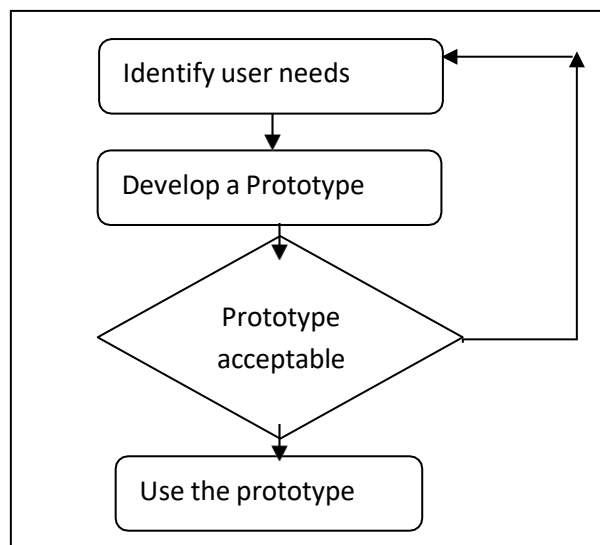 Identify user needs
Develop a Prototype
Prototype
acceptable
Use the prototype